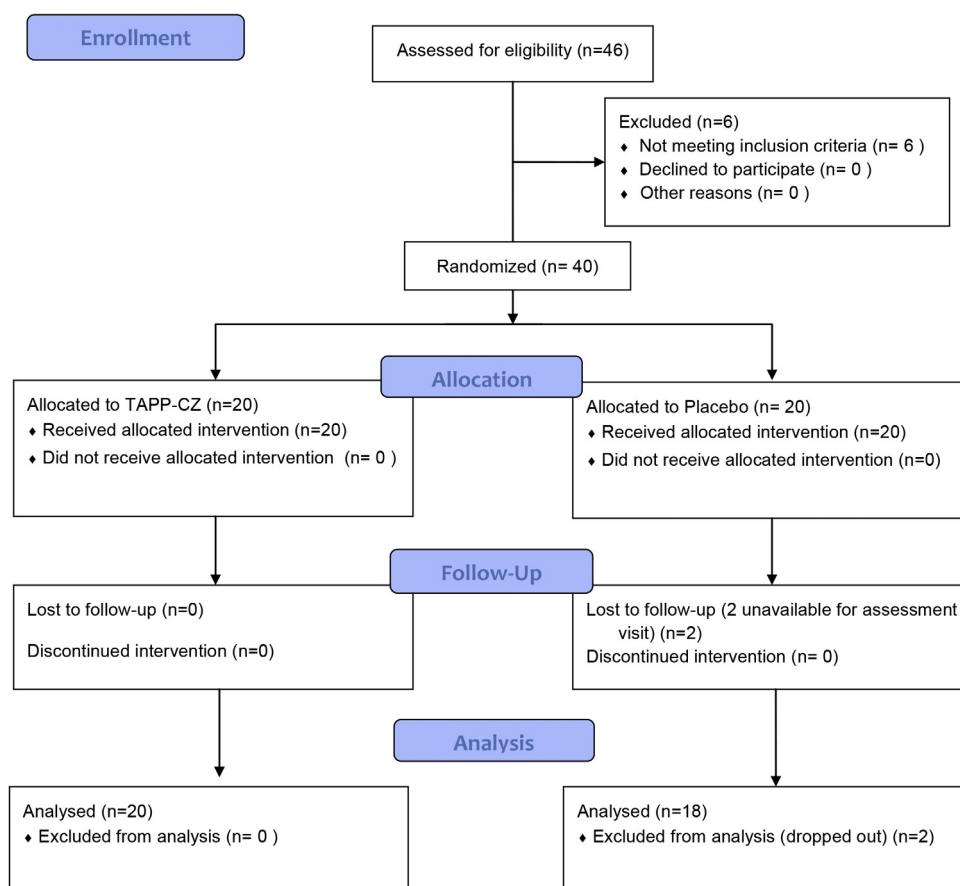 Enrollment
Assessed for eligibility (n=46)
Excluded (n=6)
♦ Not meeting inclusion criteria (n= 6 )
♦ Declined to participate (n= 0 )
♦ Other reasons (n= 0 )
Randomized (n= 40)
Allocation
Allocated to TAPP-CZ (n=20)
♦ Received allocated intervention (n=20)
♦ Did not receive allocated intervention (n= 0 )
Allocated to Placebo (n= 20)
♦ Received allocated intervention (n=20)
♦ Did not receive allocated intervention (n=0)
Follow-Up
Lost to follow-up (n=0)
Discontinued intervention (n=0)
Lost to follow-up (2 unavailable for assessment
visit) (n=2)
Discontinued intervention (n= 0)
Analysis
Analysed (n=20)
♦ Excluded from analysis (n= 0 )
Analysed (n=18)
♦ Excluded from analysis (dropped out) (n=2)